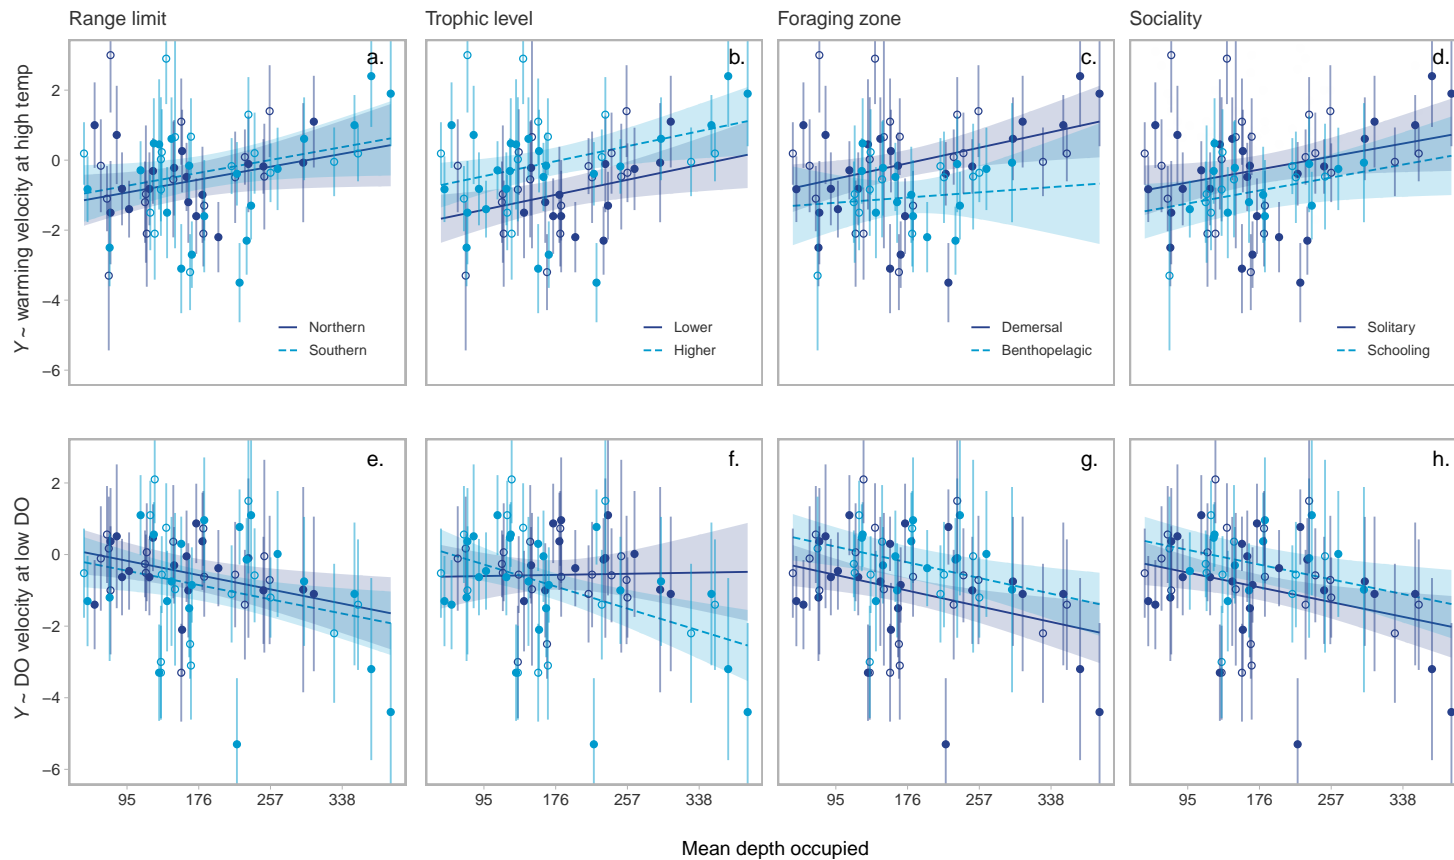 Range limit
Trophic level
Foraging zone
Sociality
Y ~ warming velocity at high temp
2
0
−2
−4
−6
a.
Northern
Southern
b.
Lower
Higher
c.
Demersal
Benthopelagic
d.
Solitary
Schooling
Y ~ DO velocity at low DO
2
0
−2
−4
−6
e.
f.
g.
h.
95 176 257 338
95 176 257 338
95 176 257 338
95 176 257 338
Mean depth occupied